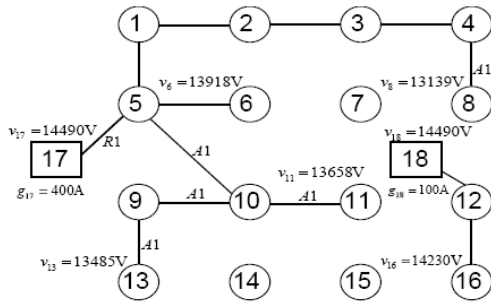 1 2 3 4
v₆ =13918V v₈ =13139V A1
5 6 7 8
v₁₇ =14490V R1 A1 v₁₈ =14490V
17 18
g₁₇ = 400A v₁₁ =13658V g₁₈ =100A
A1 A1
9 10 11 12
A1
v₁₃ =13485V v₁₆ =14230V
13 14 15 16